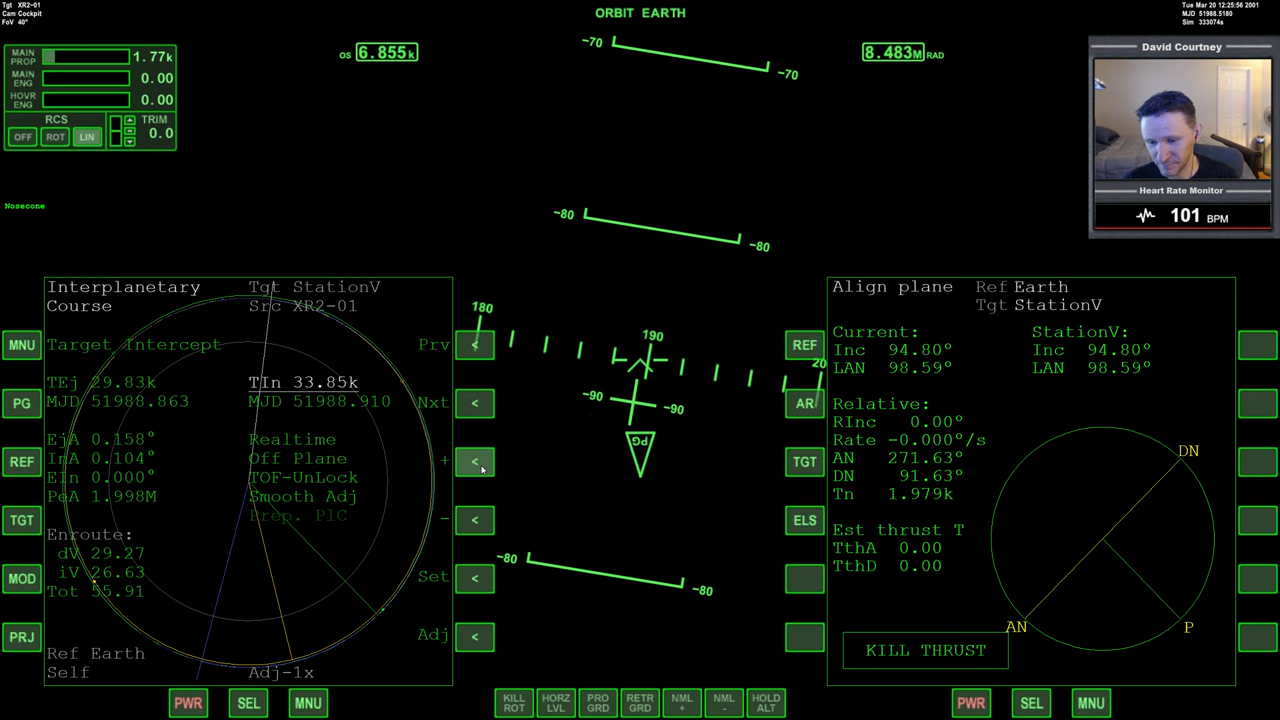 Tgt XR2-01
Cam Cockpit
FoV 40°
ORBIT EARTH
Tue Mar 20 12:25:56 2001
MJD 51988.5180
Sim 333074s
MAIN PROP 1.77k
MAIN ENG 0.00
HOVR ENG 0.00
RCS
TRIM
0.0
OFF ROT LIN
OS 6.855k
8.483M RAD
-70 -70
-80 -80
180
190
20
-90 -90
PG
-80 -80
David Courtney
Heart Rate Monitor
101 BPM
Nosecone
Interplanetary Tgt StationV
Course Src XR2-01
Target Intercept
TEj 29.83k TIn 33.85k
MJD 51988.863 MJD 51988.910
EjA 0.158° Realtime
InA 0.104° Off Plane
EIn 0.000° TOF-UnLock
PeA 1.998M Smooth Adj
Prep. PlC
Enroute:
dV 29.27
iV 26.63
Tot 55.91
Ref Earth
Self Adj-1x
MNU
PG
REF
TGT
MOD
PRJ
Prv <
Nxt <
+ <
- <
Set <
Adj <
PWR SEL MNU
KILL ROT
HORZ LVL
PRO GRD
RETR GRD
NML +
NML -
HOLD ALT
Align plane Ref Earth
Tgt StationV
Current: StationV:
Inc 94.80° Inc 94.80°
LAN 98.59° LAN 98.59°
Relative:
RInc 0.00°
Rate -0.000°/s
AN 271.63°
DN 91.63°
Tn 1.979k
Est thrust T
TthA 0.00
TthD 0.00
KILL THRUST
DN
AN
P
REF
AR
TGT
ELS
PWR SEL MNU